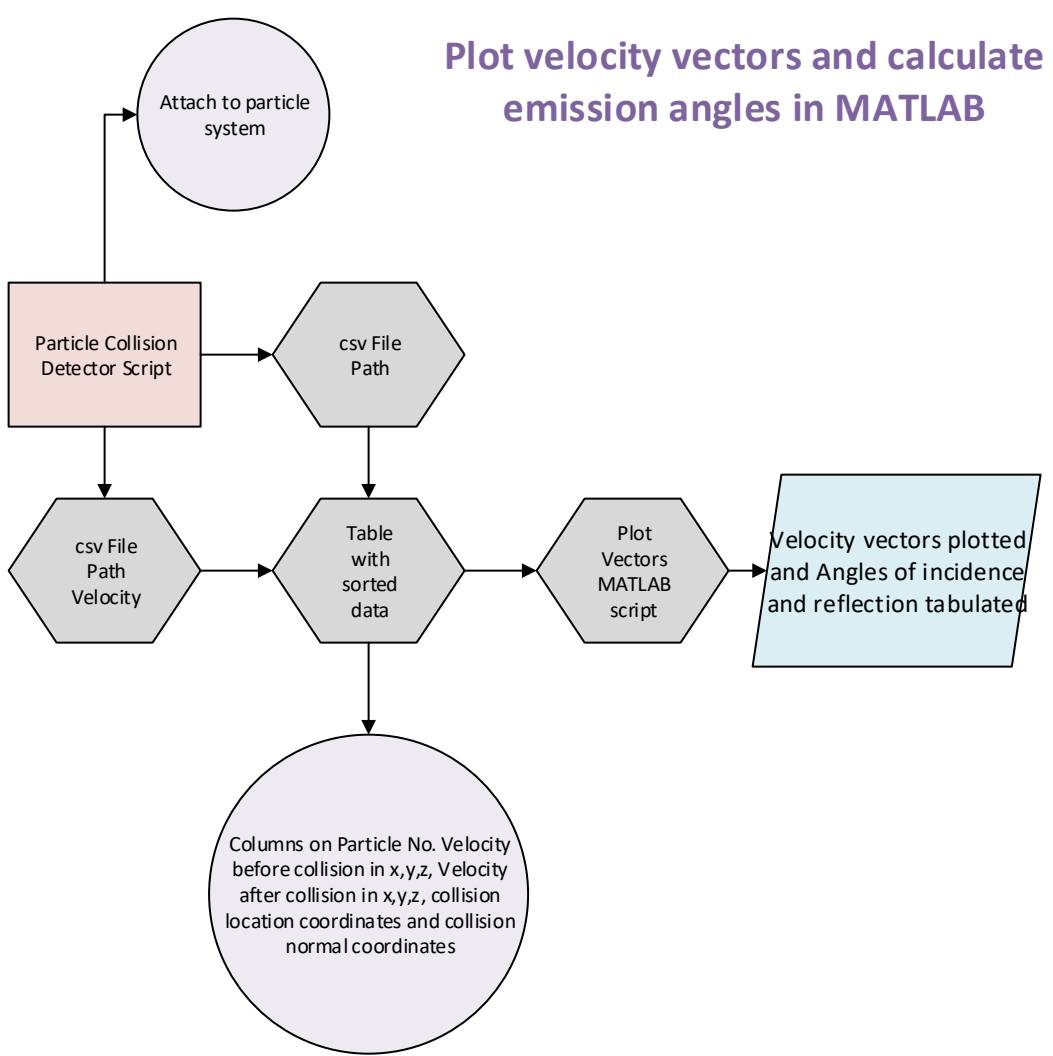 Plot velocity vectors and calculate
emission angles in MATLAB
Attach to particle
system
Particle Collision
Detector Script
csv File
Path
csv File
Path
Velocity
Table
with
sorted
data
Plot
Vectors
MATLAB
script
Velocity vectors plotted
and Angles of incidence
and reflection tabulated
Columns on Particle No. Velocity
before collision in x,y,z, Velocity
after collision in x,y,z, collision
location coordinates and collision
normal coordinates